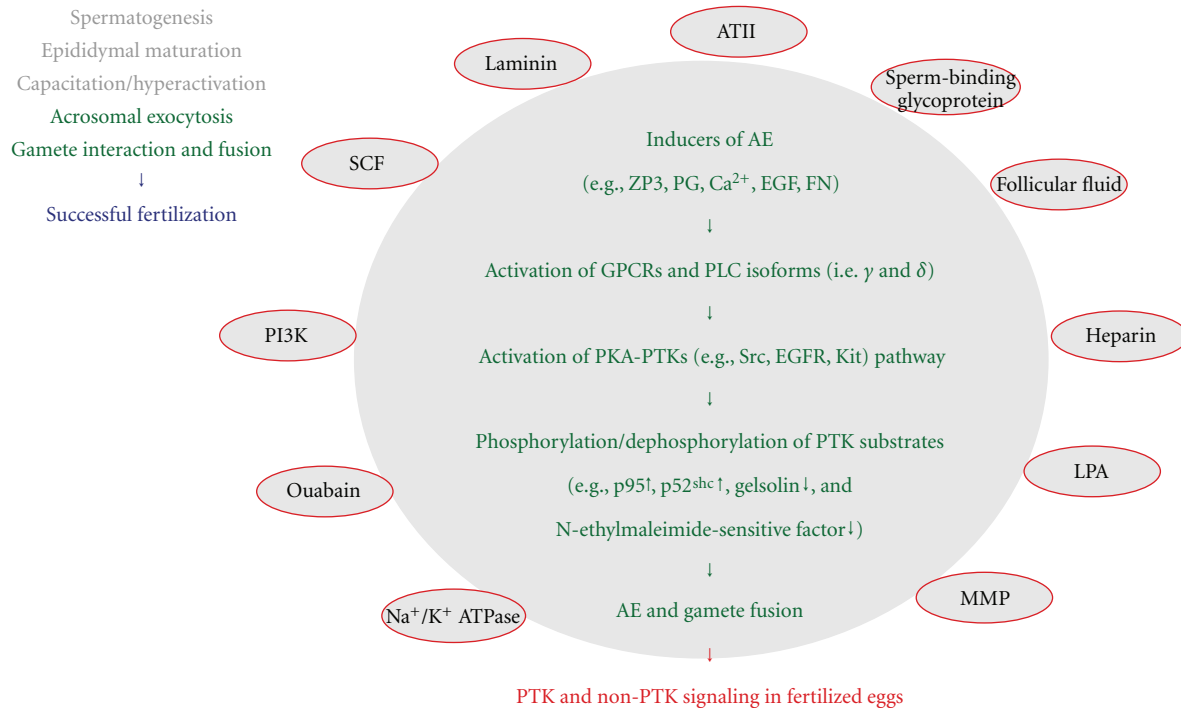 Spermatogenesis
Epididymal maturation
Capacitation/hyperactivation
Acrosomal exocytosis
Gamete interaction and fusion
↓
Successful fertilization
ATII
Laminin
Sperm-binding
glycoprotein
SCF
Follicular fluid
PI3K
Heparin
Ouabain
LPA
Na⁺/K⁺ ATPase
MMP
Inducers of AE
(e.g., ZP3, PG, Ca²⁺, EGF, FN)
↓
Activation of GPCRs and PLC isoforms (i.e. γ and δ)
↓
Activation of PKA-PTKs (e.g., Src, EGFR, Kit) pathway
↓
Phosphorylation/dephosphorylation of PTK substrates
(e.g., p95↑, p52ˢʰᶜ↑, gelsolin↓, and
N-ethylmaleimide-sensitive factor↓)
↓
AE and gamete fusion
↓
PTK and non-PTK signaling in fertilized eggs